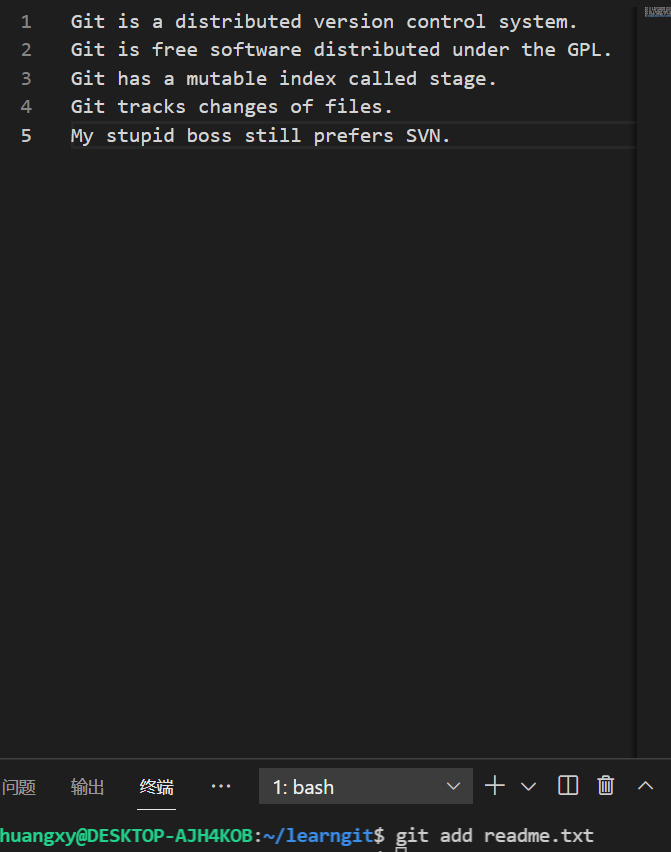 1 Git is a distributed version control system.
2 Git is free software distributed under the GPL.
3 Git has a mutable index called stage.
4 Git tracks changes of files.
5 My stupid boss still prefers SVN.
问题 输出 终端 ··· 1: bash
huangxy@DESKTOP-AJH4KOB:~/learngit$ git add readme.txt